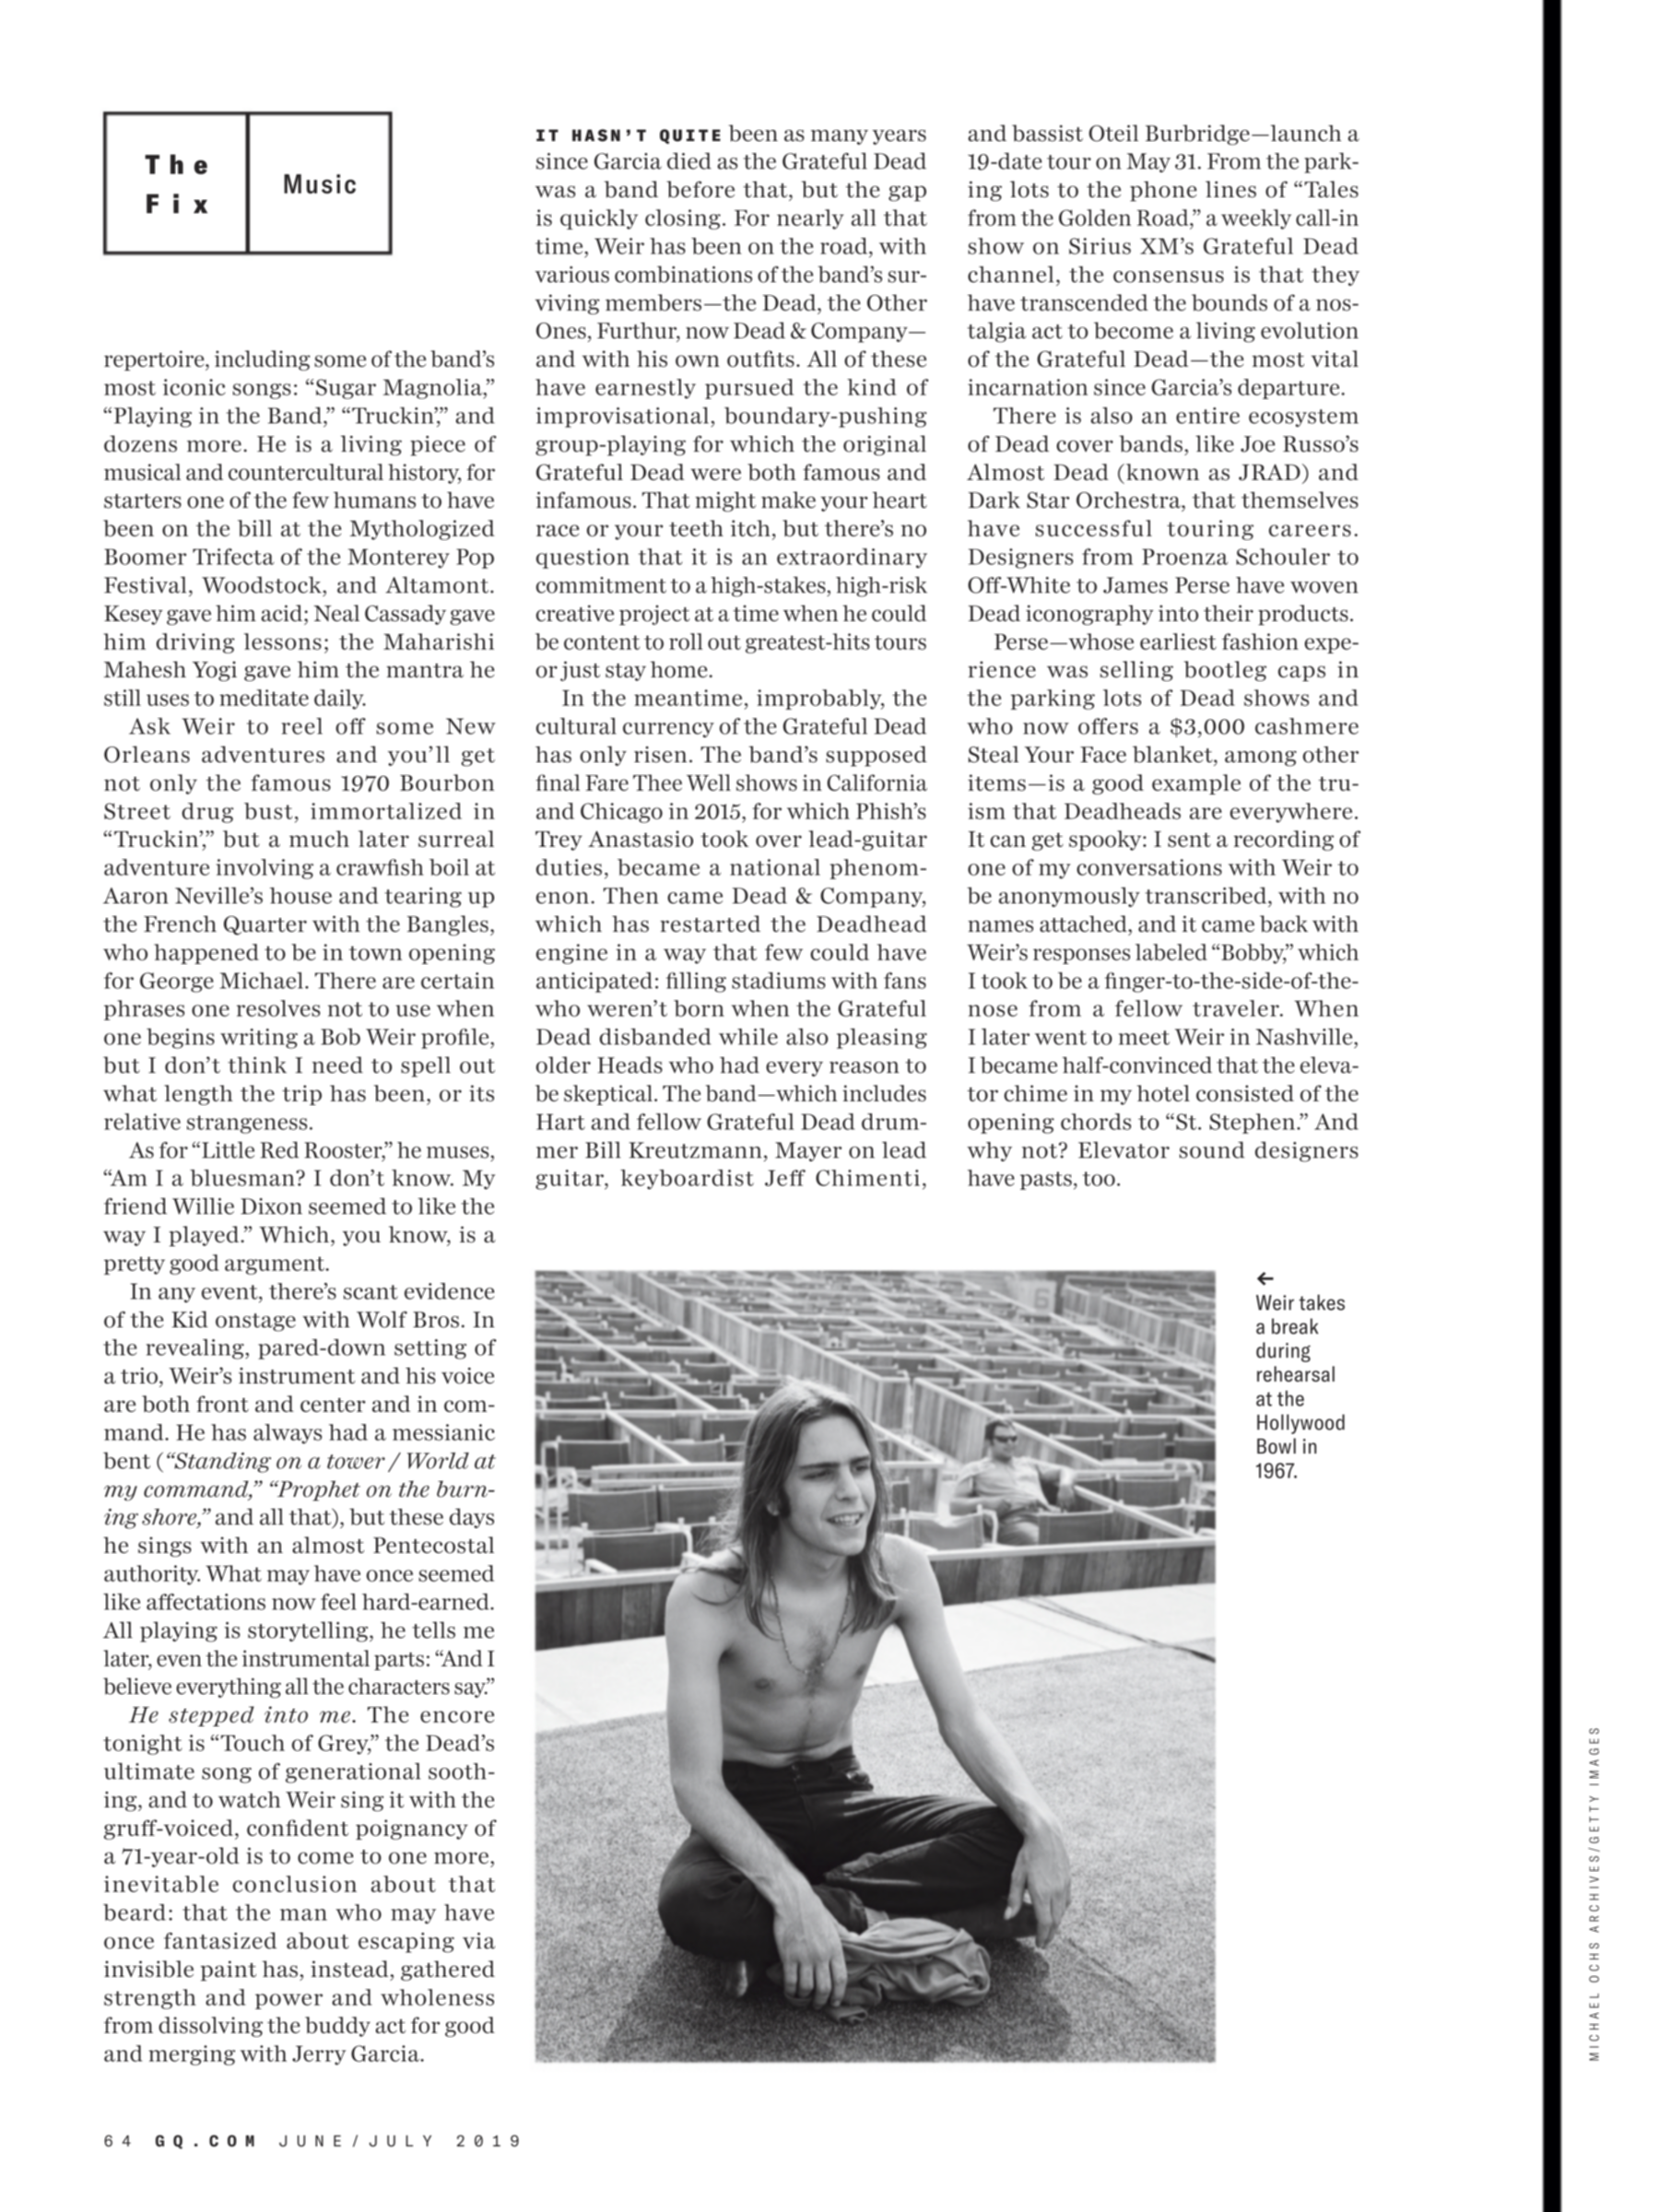 The
Fix
Music
repertoire, including some of the band’s
most iconic songs: “Sugar Magnolia,”
“Playing in the Band,” “Truckin’” and
dozens more. He is a living piece of
musical and countercultural history, for
starters one of the few humans to have
been on the bill at the Mythologized
Boomer Trifecta of the Monterey Pop
Festival, Woodstock, and Altamont.
Kesey gave him acid; Neal Cassady gave
him driving lessons; the Maharishi
Mahesh Yogi gave him the mantra he
still uses to meditate daily.
Ask Weir to reel off some New
Orleans adventures and you’ll get
not only the famous 1970 Bourbon
Street drug bust, immortalized in
“Truckin’,” but a much later surreal
adventure involving a crawfish boil at
Aaron Neville’s house and tearing up
the French Quarter with the Bangles,
who happened to be in town opening
for George Michael. There are certain
phrases one resolves not to use when
one begins writing a Bob Weir profile,
but I don’t think I need to spell out
what length the trip has been, or its
relative strangeness.
As for “Little Red Rooster,” he muses,
“Am I a bluesman? I don’t know. My
friend Willie Dixon seemed to like the
way I played.” Which, you know, is a
pretty good argument.
In any event, there’s scant evidence
of the Kid onstage with Wolf Bros. In
the revealing, pared-down setting of
a trio, Weir’s instrument and his voice
are both front and center and in com-
mand. He has always had a messianic
bent (“Standing on a tower / World at
my command,” “Prophet on the burn-
ing shore,” and all that), but these days
he sings with an almost Pentecostal
authority. What may have once seemed
like affectations now feel hard-earned.
All playing is storytelling, he tells me
later, even the instrumental parts: “And I
believe everything all the characters say.”
He stepped into me. The encore
tonight is “Touch of Grey,” the Dead’s
ultimate song of generational sooth-
ing, and to watch Weir sing it with the
gruff-voiced, confident poignancy of
a 71-year-old is to come to one more,
inevitable conclusion about that
beard: that the man who may have
once fantasized about escaping via
invisible paint has, instead, gathered
strength and power and wholeness
from dissolving the buddy act for good
and merging with Jerry Garcia.
IT HASN’T QUITE been as many years
since Garcia died as the Grateful Dead
was a band before that, but the gap
is quickly closing. For nearly all that
time, Weir has been on the road, with
various combinations of the band’s sur-
viving members—the Dead, the Other
Ones, Furthur, now Dead & Company—
and with his own outfits. All of these
have earnestly pursued the kind of
improvisational, boundary-pushing
group-playing for which the original
Grateful Dead were both famous and
infamous. That might make your heart
race or your teeth itch, but there’s no
question that it is an extraordinary
commitment to a high-stakes, high-risk
creative project at a time when he could
be content to roll out greatest-hits tours
or just stay home.
In the meantime, improbably, the
cultural currency of the Grateful Dead
has only risen. The band’s supposed
final Fare Thee Well shows in California
and Chicago in 2015, for which Phish’s
Trey Anastasio took over lead-guitar
duties, became a national phenom-
enon. Then came Dead & Company,
which has restarted the Deadhead
engine in a way that few could have
anticipated: filling stadiums with fans
who weren’t born when the Grateful
Dead disbanded while also pleasing
older Heads who had every reason to
be skeptical. The band—which includes
Hart and fellow Grateful Dead drum-
mer Bill Kreutzmann, Mayer on lead
guitar, keyboardist Jeff Chimenti,
and bassist Oteil Burbridge—launch a
19-date tour on May 31. From the park-
ing lots to the phone lines of “Tales
from the Golden Road,” a weekly call-in
show on Sirius XM’s Grateful Dead
channel, the consensus is that they
have transcended the bounds of a nos-
talgia act to become a living evolution
of the Grateful Dead—the most vital
incarnation since Garcia’s departure.
There is also an entire ecosystem
of Dead cover bands, like Joe Russo’s
Almost Dead (known as JRAD) and
Dark Star Orchestra, that themselves
have successful touring careers.
Designers from Proenza Schouler to
Off-White to James Perse have woven
Dead iconography into their products.
Perse—whose earliest fashion expe-
rience was selling bootleg caps in
the parking lots of Dead shows and
who now offers a $3,000 cashmere
Steal Your Face blanket, among other
items—is a good example of the tru-
ism that Deadheads are everywhere.
It can get spooky: I sent a recording of
one of my conversations with Weir to
be anonymously transcribed, with no
names attached, and it came back with
Weir’s responses labeled “Bobby,” which
I took to be a finger-to-the-side-of-the-
nose from a fellow traveler. When
I later went to meet Weir in Nashville,
I became half-convinced that the eleva-
tor chime in my hotel consisted of the
opening chords to “St. Stephen.” And
why not? Elevator sound designers
have pasts, too.
←
Weir takes
a break
during
rehearsal
at the
Hollywood
Bowl in
1967.
6
MICHAEL OCHS ARCHIVES/GETTY IMAGES
64 GQ.COM JUNE/JULY 2019